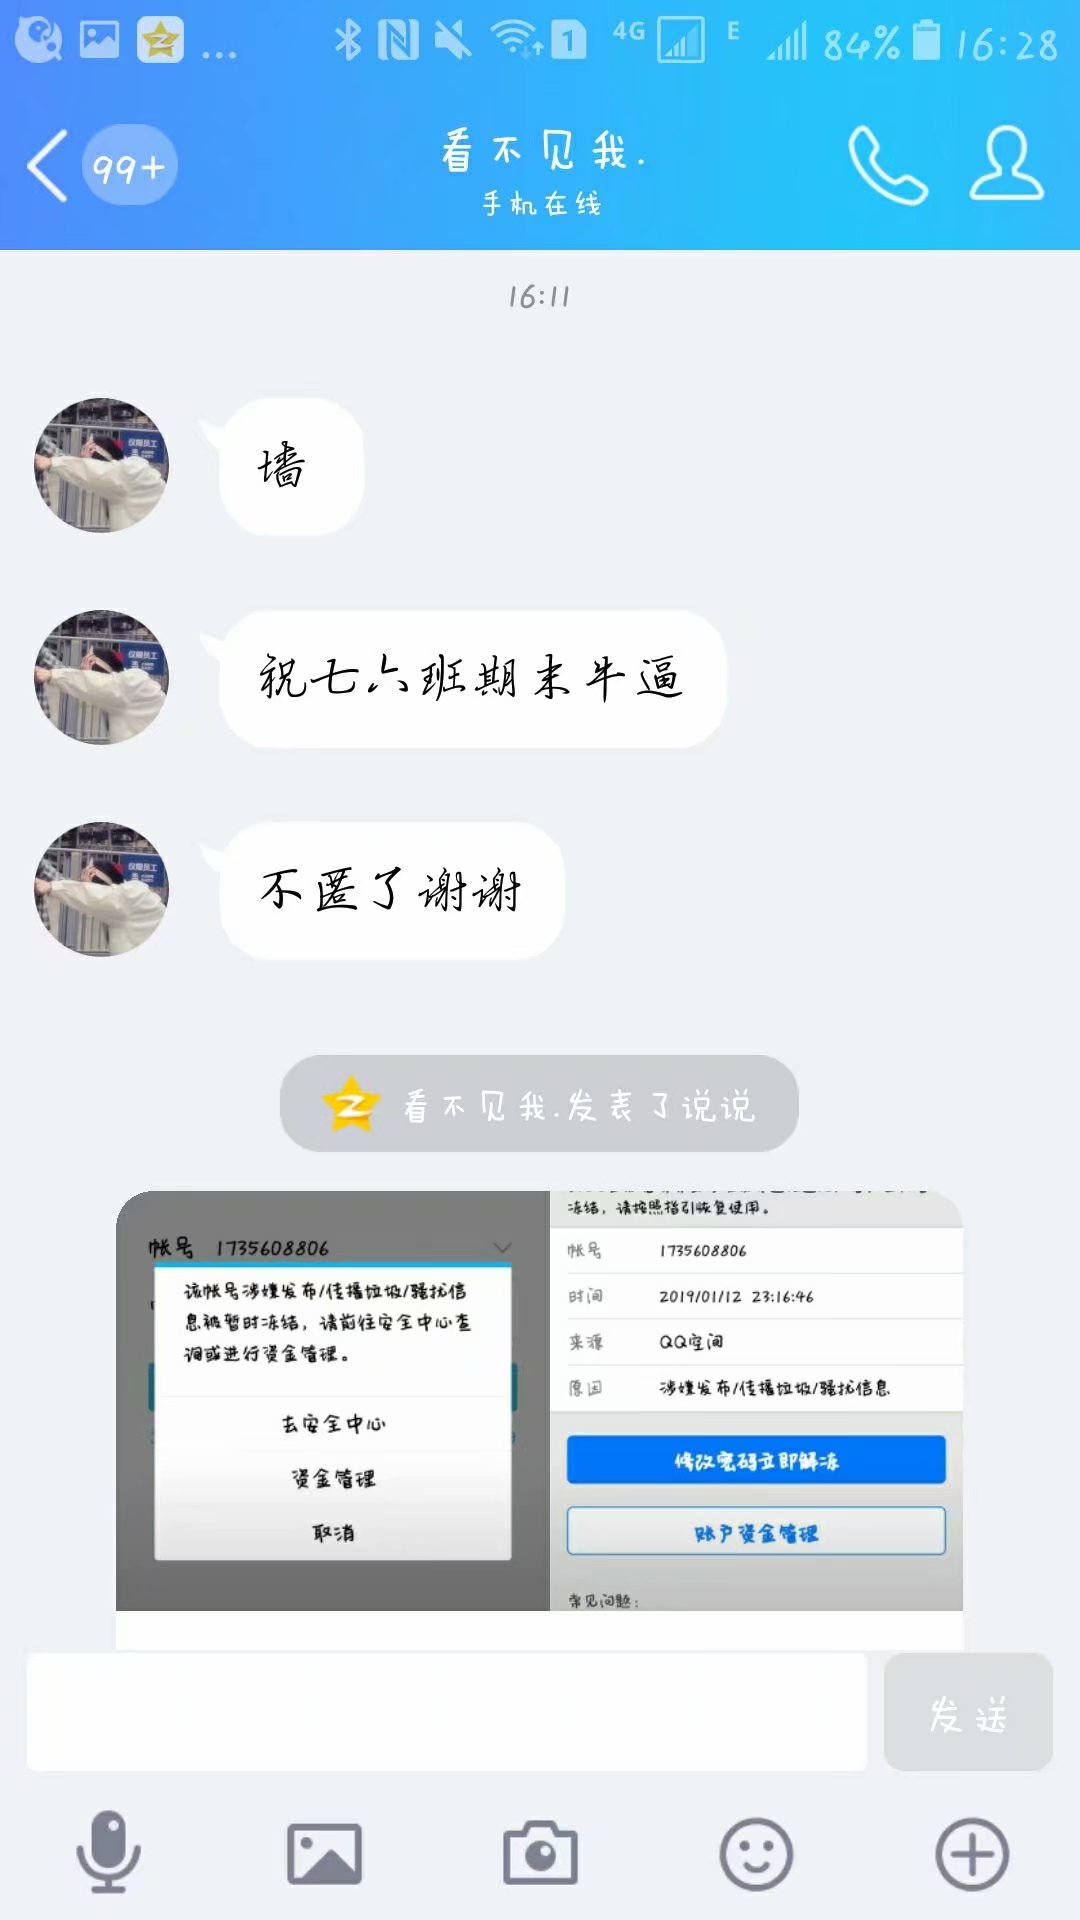 1
4G
E
84%
16:28
99+
看不见我.
手机在线
16:11
墙
祝七六班期末牛逼
不匿了谢谢
看不见我.发表了说说
帐号 1735608806
该帐号涉嫌发布/传播垃圾/骚扰信
息被暂时冻结，请前往安全中心查
询或进行资金管理。
去安全中心
资金管理
取消
冻结，请按照指引恢复使用。
帐号 1735608806
时间 2019/01/12 23:16:46
来源 QQ空间
原因 涉嫌发布/传播垃圾/骚扰信息
修改密码立即解冻
账户资金管理
常见问题：
发送